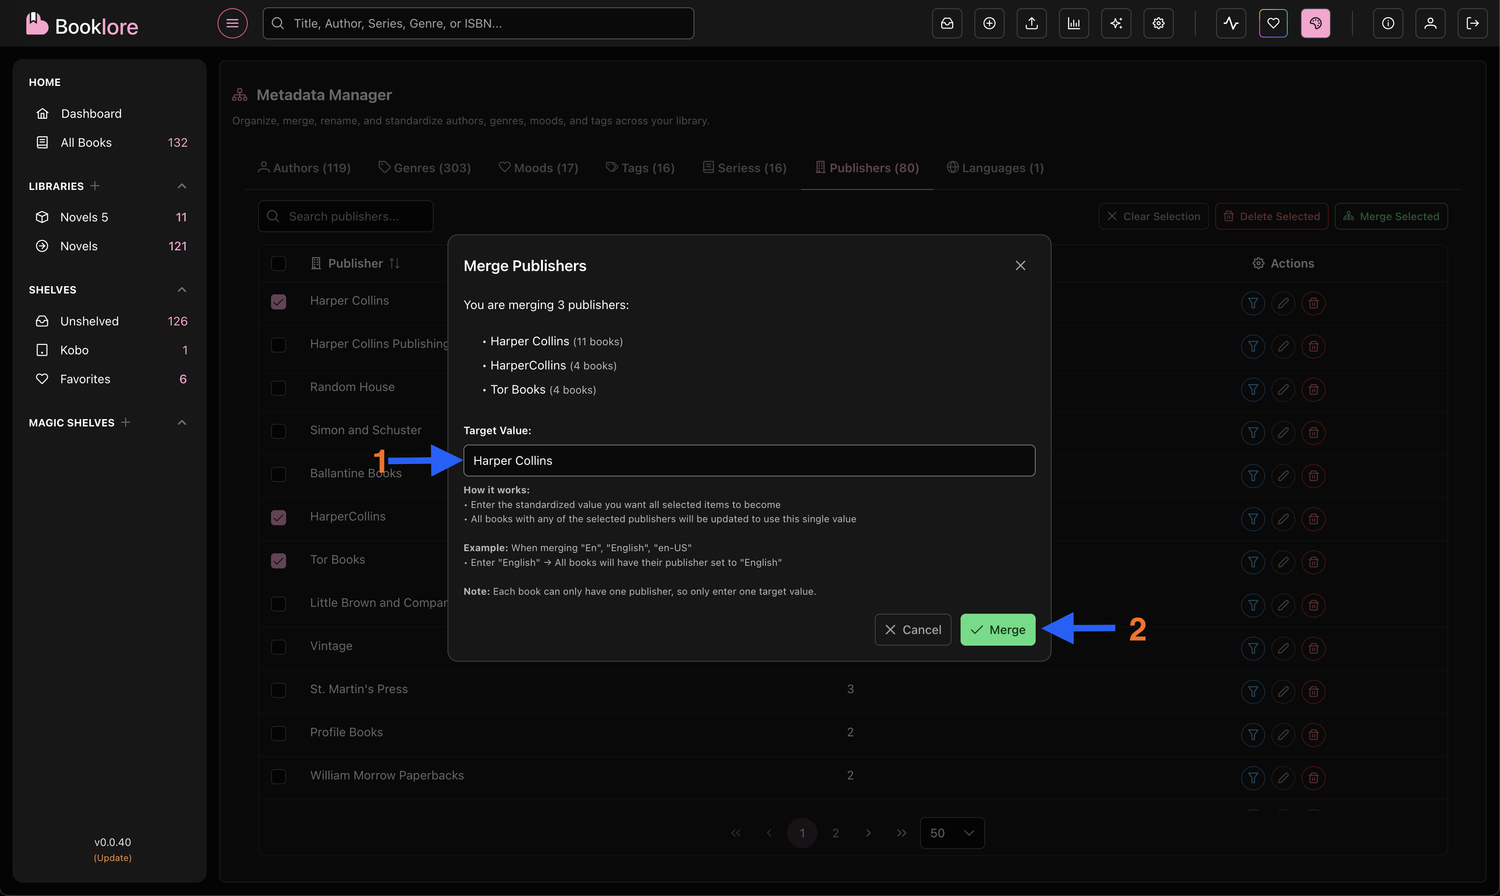 Booklore
Title, Author, Series, Genre, or ISBN...
HOME
Dashboard
All Books 132
LIBRARIES
Novels 5 11
Novels 121
SHELVES
Unshelved 126
Kobo 1
Favorites 6
MAGIC SHELVES
v0.0.40
(Update)
Metadata Manager
Organize, merge, rename, and standardize authors, genres, moods, and tags across your library.
Authors (119) Genres (303) Moods (17) Tags (16) Seriess (16) Publishers (80) Languages (1)
Search publishers... Clear Selection Delete Selected Merge Selected
Publisher Actions
Harper Collins
Harper Collins Publishing
Random House
Simon and Schuster
Ballantine Books
HarperCollins
Tor Books
Little Brown and Compar
Vintage
St. Martin's Press 3
Profile Books 2
William Morrow Paperbacks 2
1 2 50
Merge Publishers
You are merging 3 publishers:
• Harper Collins (11 books)
• HarperCollins (4 books)
• Tor Books (4 books)
Target Value:
1
Harper Collins
How it works:
• Enter the standardized value you want all selected items to become
• All books with any of the selected publishers will be updated to use this single value
Example: When merging "En", "English", "en-US"
• Enter "English" → All books will have their publisher set to "English"
Note: Each book can only have one publisher, so only enter one target value.
Cancel Merge
2